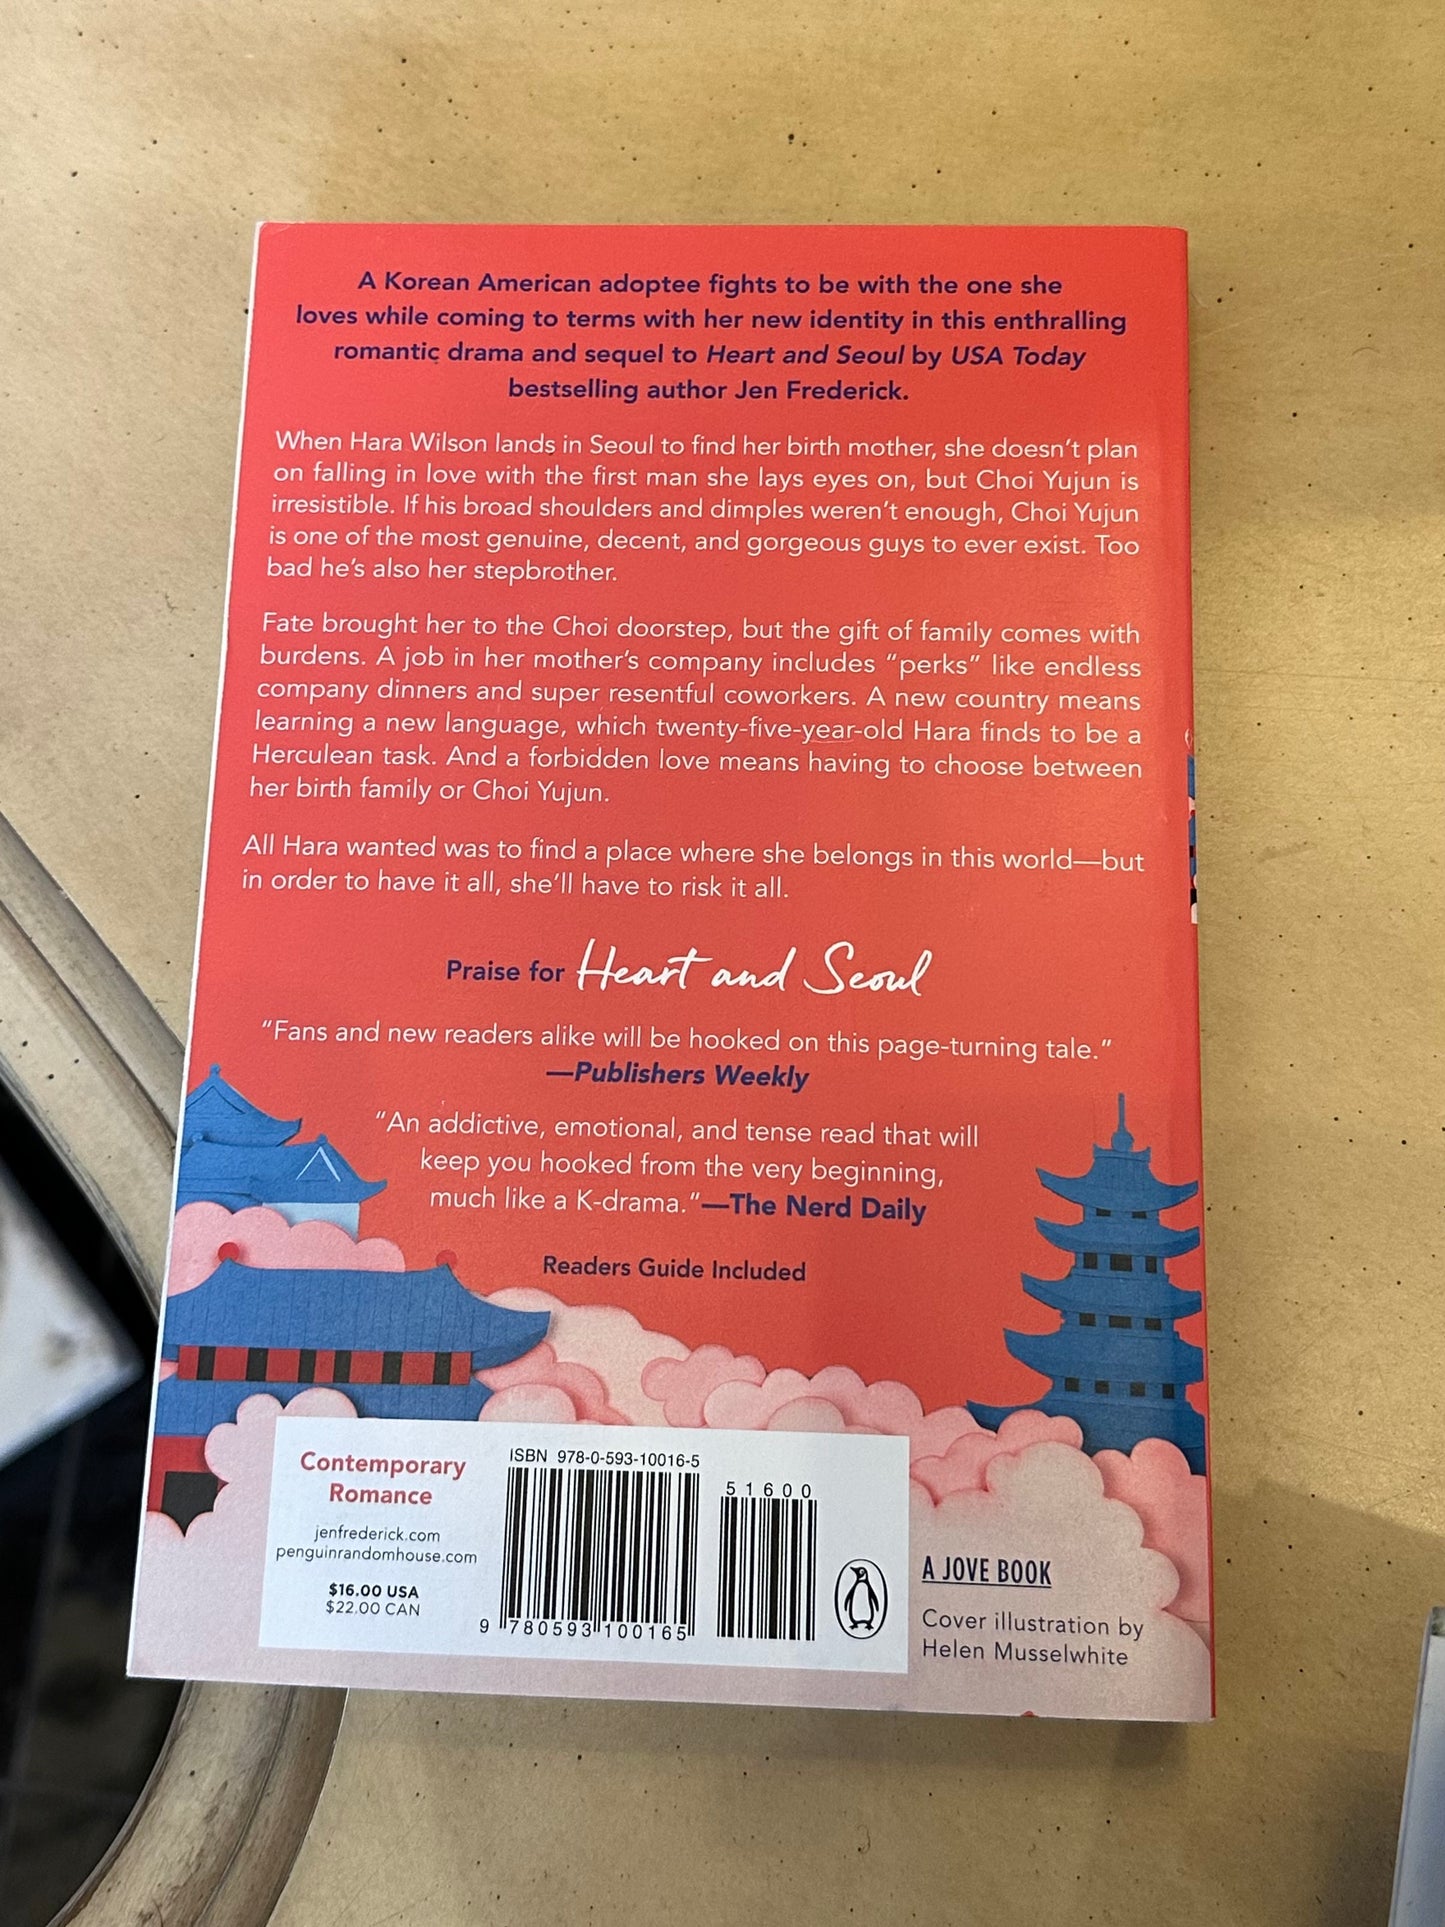 A Korean American adoptee fights to be with the one she
loves while coming to terms with her new identity in this enthralling
romantic drama and sequel to Heart and Seoul by USA Today
bestselling author Jen Frederick.
When Hara Wilson lands in Seoul to find her birth mother, she doesn't plan
on falling in love with the first man she lays eyes on, but Choi Yujun is
irresistible. If his broad shoulders and dimples weren't enough, Choi Yujun
is one of the most genuine, decent, and gorgeous guys to ever exist. Too
bad he's also her stepbrother.
Fate brought her to the Choi doorstep, but the gift of family comes with
burdens. A job in her mother's company includes “perks” like endless
company dinners and super resentful coworkers. A new country means
learning a new language, which twenty-five-year-old Hara finds to be a
Herculean task. And a forbidden love means having to choose between
her birth family or Choi Yujun.
All Hara wanted was to find a place where she belongs in this world—but
in order to have it all, she'll have to risk it all.
Praise for Heart and Seoul
“Fans and new readers alike will be hooked on this page-turning tale.”
—Publishers Weekly
“An addictive, emotional, and tense read that will
keep you hooked from the very beginning,
much like a K-drama.”—The Nerd Daily
Readers Guide Included
Contemporary
Romance
jenfrederick.com
penguinrandomhouse.com
$16.00 USA
$22.00 CAN
ISBN 978-0-593-10016-5
51600
9 780593 100165
A JOVE BOOK
Cover illustration by
Helen Musselwhite